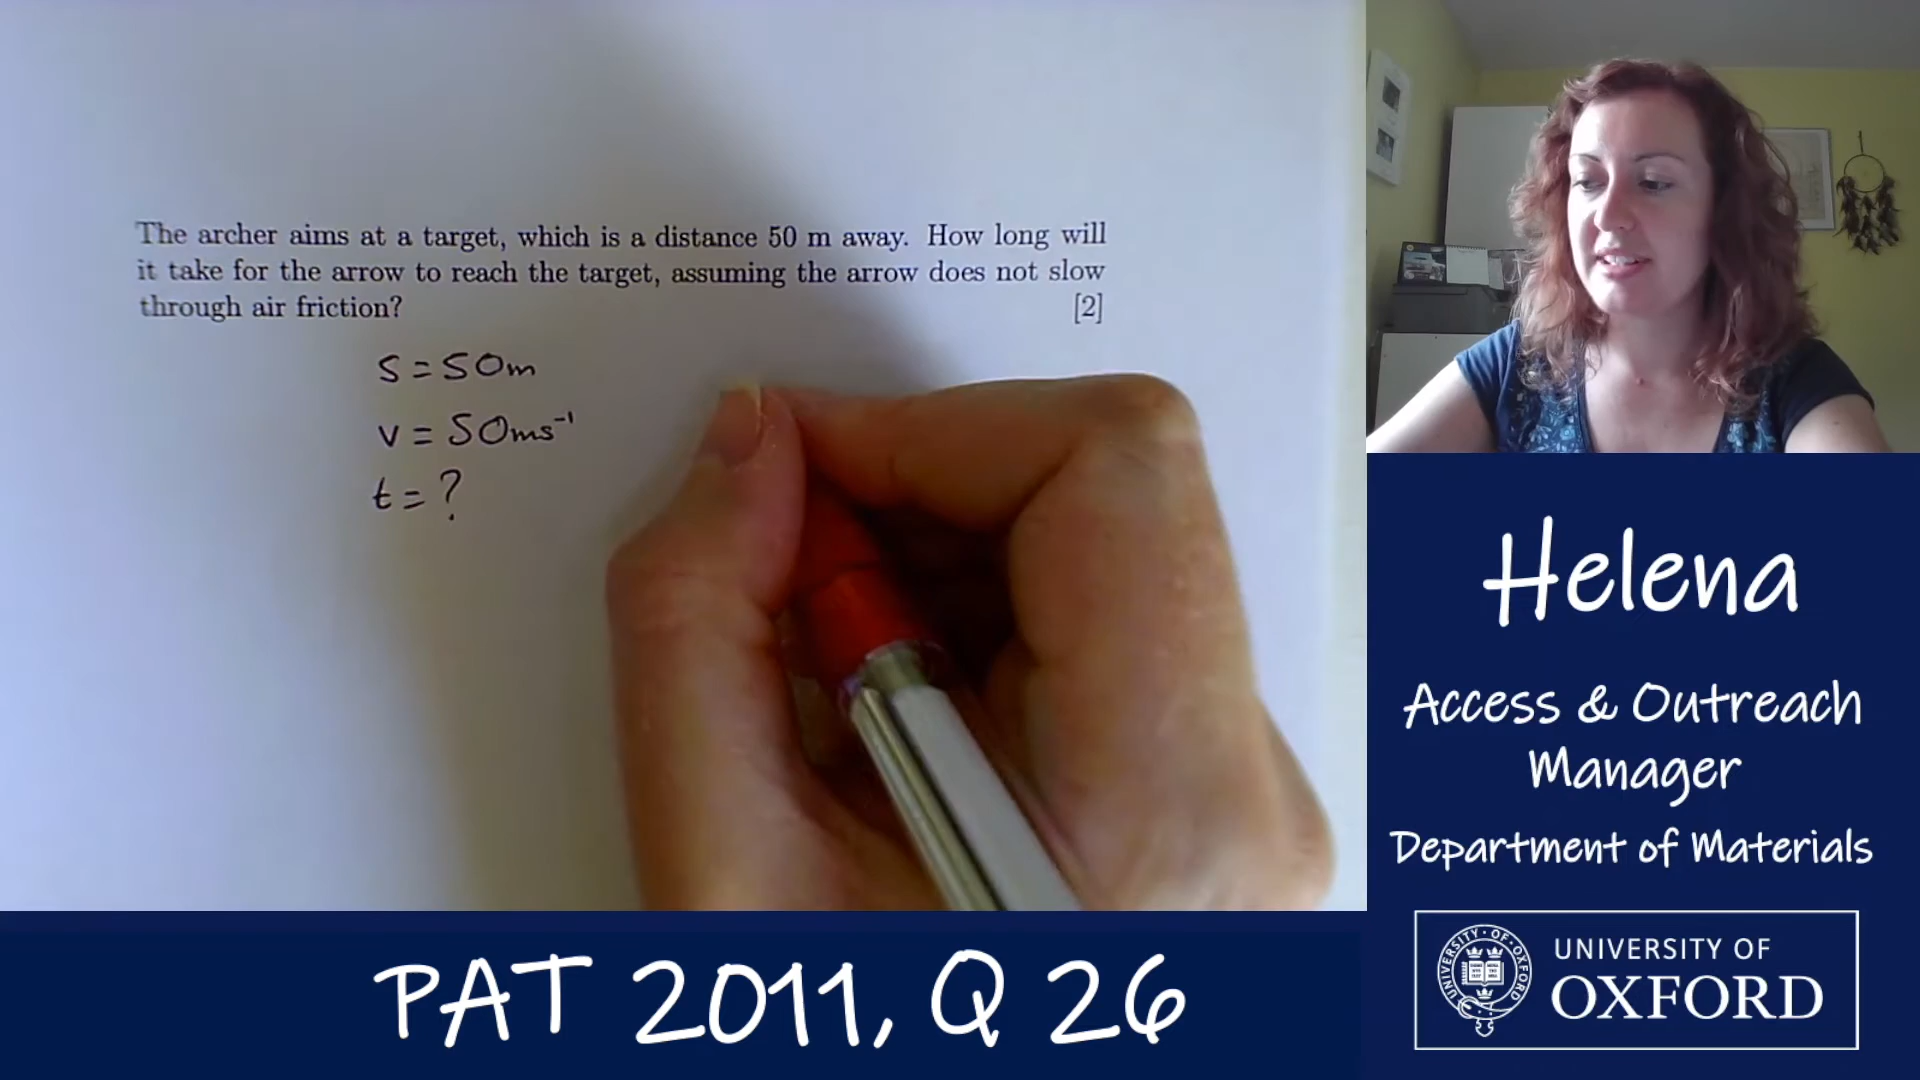 The archer aims at a target, which is a distance 50 m away. How long will
it take for the arrow to reach the target, assuming the arrow does not slow
through air friction? [2]
s = 50m
v = 50ms⁻¹
t = ?
Helena
Access & Outreach
Manager
Department of Materials
UNIVERSITY OF
OXFORD
PAT 2011, Q 26